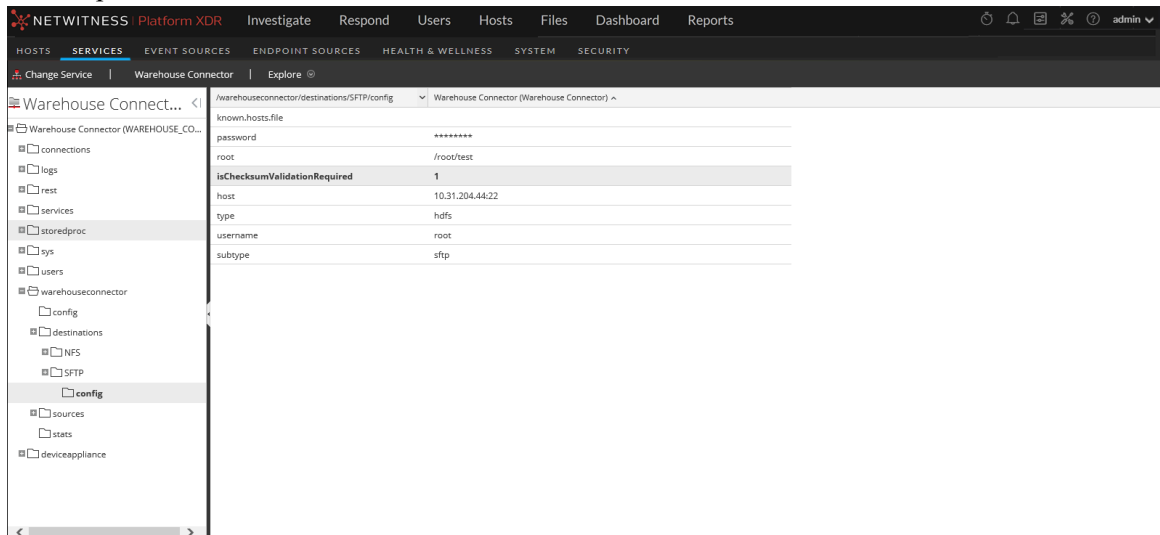 NETWITNESS | Platform XDR Investigate Respond Users Hosts Files Dashboard Reports admin
HOSTS SERVICES EVENT SOURCES ENDPOINT SOURCES HEALTH & WELLNESS SYSTEM SECURITY
Change Service | Warehouse Connector | Explore
Warehouse Connect...
Warehouse Connector (WAREHOUSE_CO...
connections
logs
rest
services
storedproc
sys
users
warehouseconnector
config
destinations
NFS
SFTP
config
sources
stats
deviceappliance
/warehouseconnector/destinations/SFTP/config Warehouse Connector (Warehouse Connector)
known.hosts.file
password ********
root /root/test
isChecksumValidationRequired 1
host 10.31.204.44:22
type hdfs
username root
subtype sftp